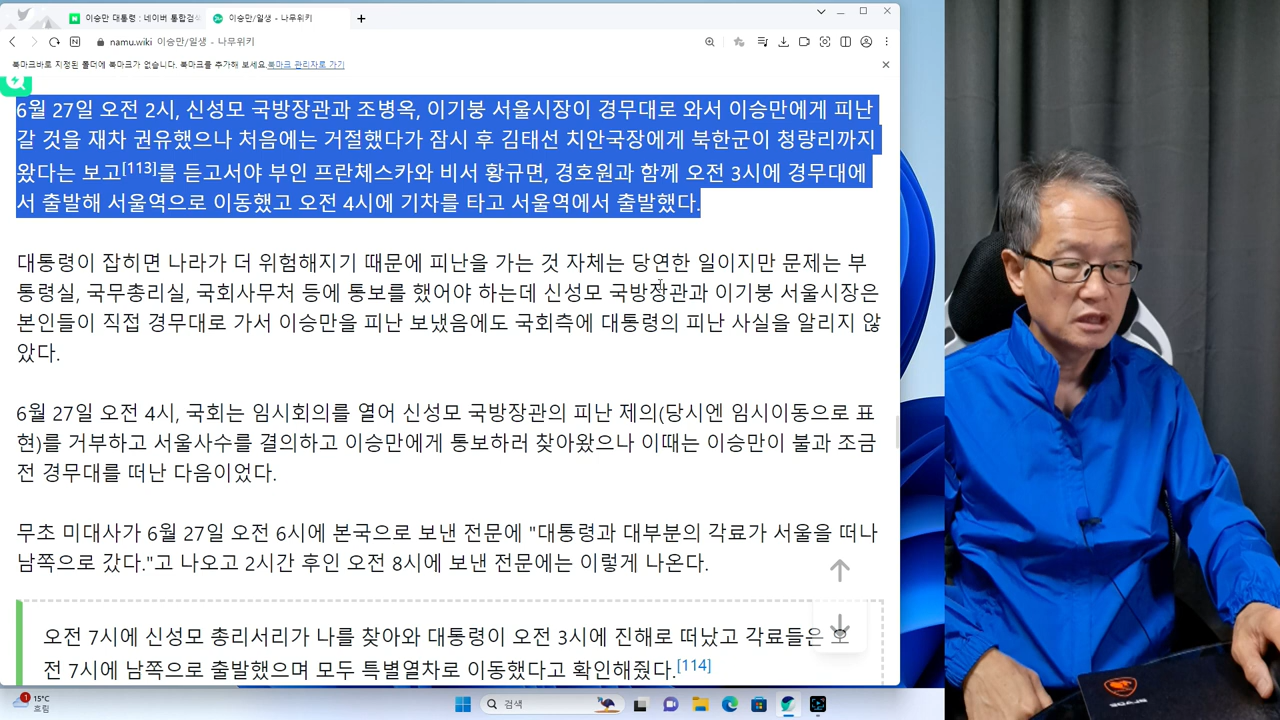 이승만 대통령 : 네이버 통합검색
이승만/일생 - 나무위키
namu.wiki 이승만/일생 - 나무위키
북마크바로 지정된 폴더에 북마크가 없습니다. 북마크를 추가해 보세요. 북마크 관리자로 가기
6월 27일 오전 2시, 신성모 국방장관과 조병옥, 이기붕 서울시장이 경무대로 와서 이승만에게 피난
갈 것을 재차 권유했으나 처음에는 거절했다가 잠시 후 김태선 치안국장에게 북한군이 청량리까지
왔다는 보고[113]를 듣고서야 부인 프란체스카와 비서 황규면, 경호원과 함께 오전 3시에 경무대에
서 출발해 서울역으로 이동했고 오전 4시에 기차를 타고 서울역에서 출발했다.
대통령이 잡히면 나라가 더 위험해지기 때문에 피난을 가는 것 자체는 당연한 일이지만 문제는 부
통령실, 국무총리실, 국회사무처 등에 통보를 했어야 하는데 신성모 국방장관과 이기붕 서울시장은
본인들이 직접 경무대로 가서 이승만을 피난 보냈음에도 국회측에 대통령의 피난 사실을 알리지 않
았다.
6월 27일 오전 4시, 국회는 임시회의를 열어 신성모 국방장관의 피난 제의(당시엔 임시이동으로 표
현)를 거부하고 서울사수를 결의하고 이승만에게 통보하러 찾아왔으나 이때는 이승만이 불과 조금
전 경무대를 떠난 다음이었다.
무초 미대사가 6월 27일 오전 6시에 본국으로 보낸 전문에 "대통령과 대부분의 각료가 서울을 떠나
남쪽으로 갔다."고 나오고 2시간 후인 오전 8시에 보낸 전문에는 이렇게 나온다.
오전 7시에 신성모 총리서리가 나를 찾아와 대통령이 오전 3시에 진해로 떠났고 각료들은 오
전 7시에 남쪽으로 출발했으며 모두 특별열차로 이동했다고 확인해줬다.[114]
1
15°C
흐림
검색